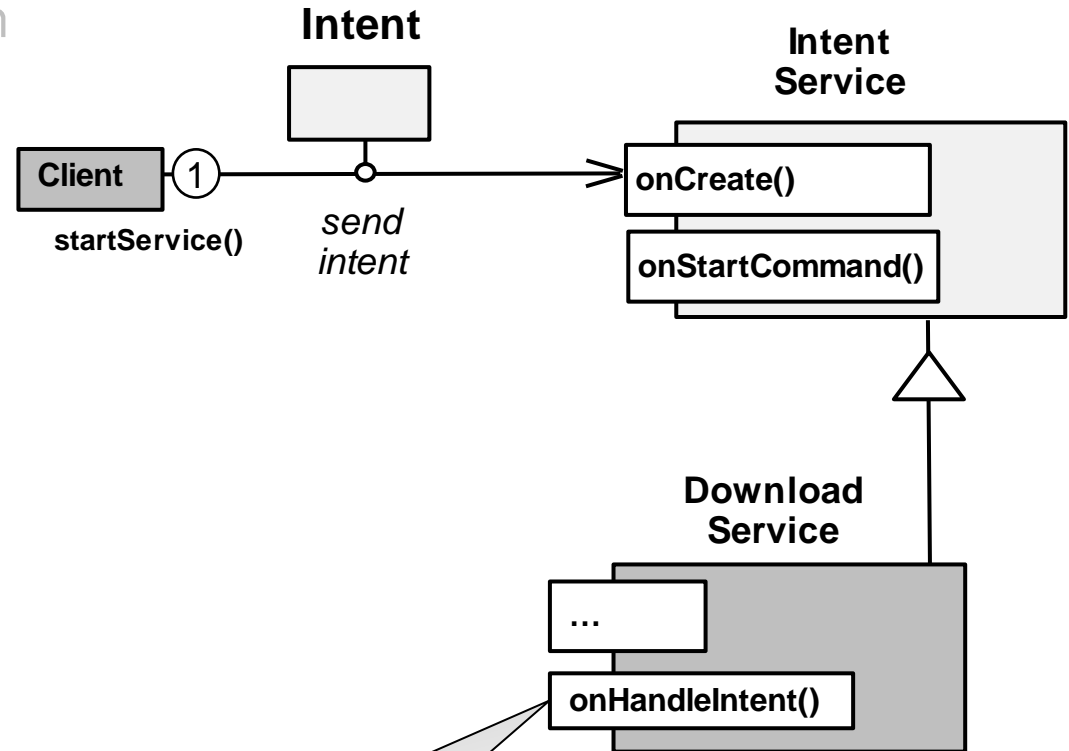 Intent
Intent
Service
Client
1
startService()
send
intent
onCreate()
onStartCommand()
Download
Service
...
onHandleIntent()